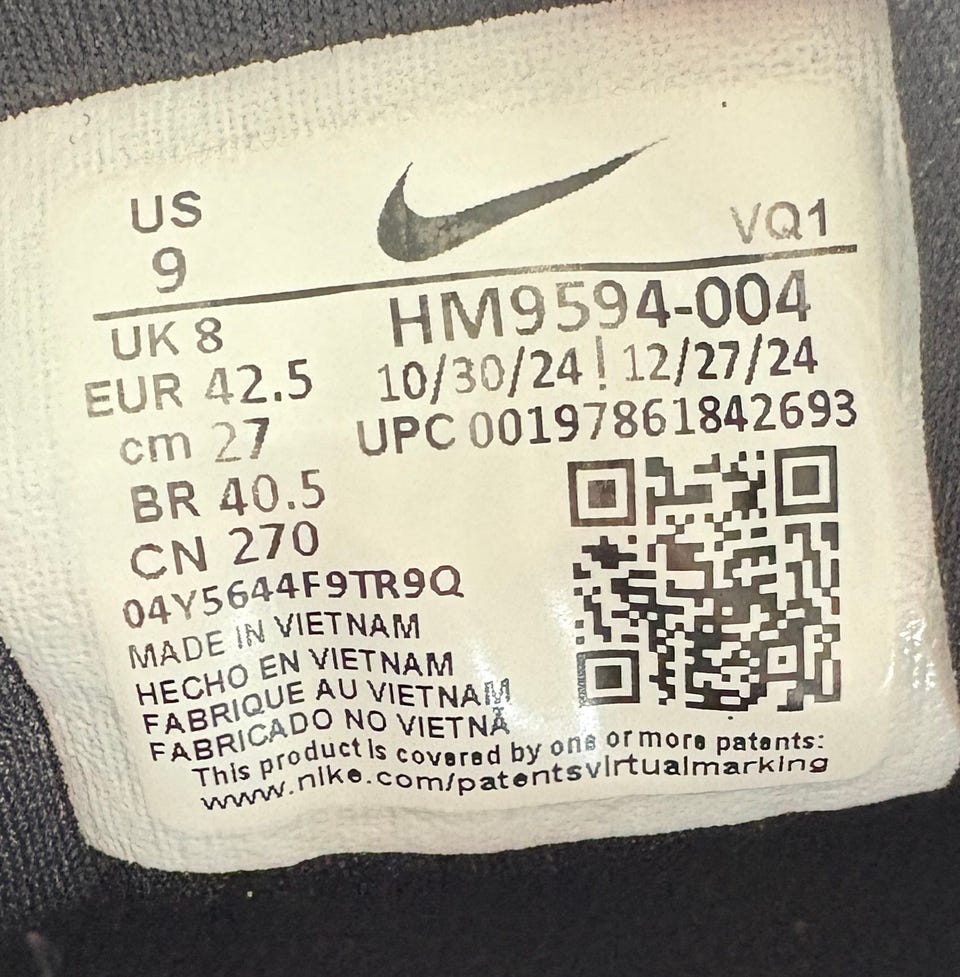 US
9
VQ1
UK 8
HM9594-004
EUR 42.5
10/30/24 ! 12/27/24
cm 27
UPC 00197861842693
BR 40.5
CN 270
04Y5644F9TR9Q
MADE IN VIETNAM
HECHO EN VIETNAM
FABRIQUE AU VIETNAM
FABRICADO NO VIETNÃ
This product is covered by one or more patents:
www.nike.com/patentsvirtualmarking